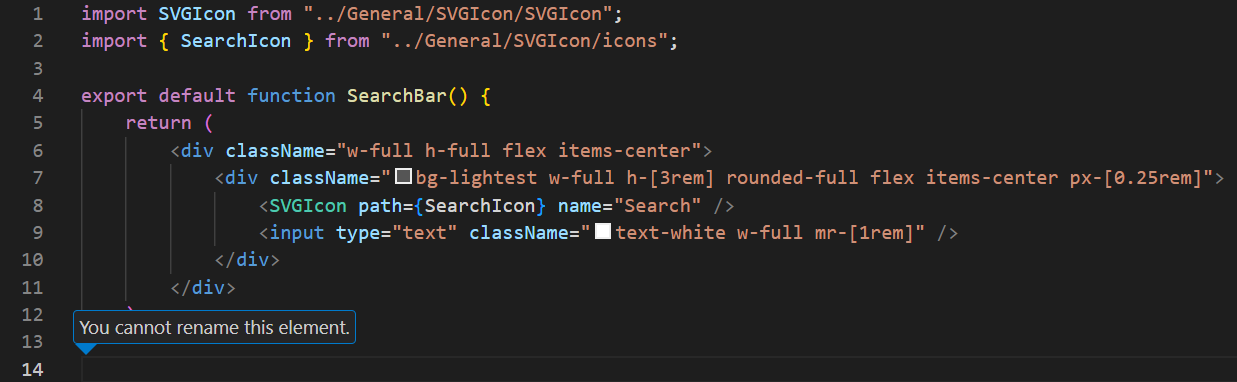 1 import SVGIcon from "../General/SVGIcon/SVGIcon";
2 import { SearchIcon } from "../General/SVGIcon/icons";
3
4 export default function SearchBar() {
5 return (
6 <div className="w-full h-full flex items-center">
7 <div className="bg-lightest w-full h-[3rem] rounded-full flex items-center px-[0.25rem]">
8 <SVGIcon path={SearchIcon} name="Search" />
9 <input type="text" className="text-white w-full mr-[1rem]" />
10 </div>
11 </div>
12
You cannot rename this element.
13
14